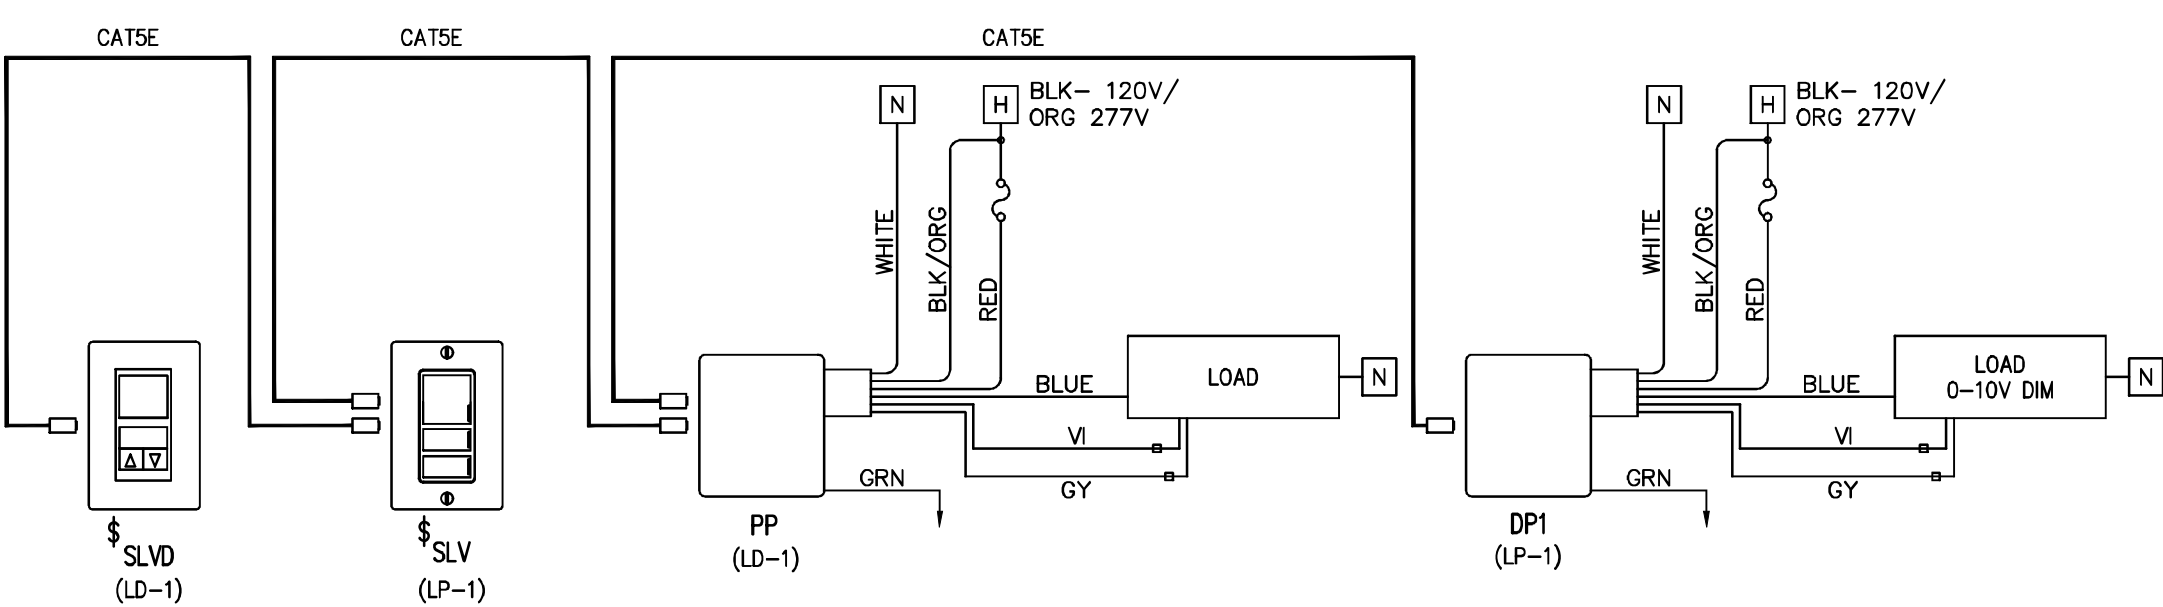 CAT5E
CAT5E
CAT5E
N
H
BLK- 120V/
ORG 277V
N
H
BLK- 120V/
ORG 277V
WHITE
BLK/ORG
RED
WHITE
BLK/ORG
RED
BLUE
LOAD
N
BLUE
LOAD
0-10V DIM
N
VI
GY
GRN
VI
GY
GRN
$
SLVD
(LD-1)
$
SLV
(LP-1)
PP
(LD-1)
DP1
(LP-1)